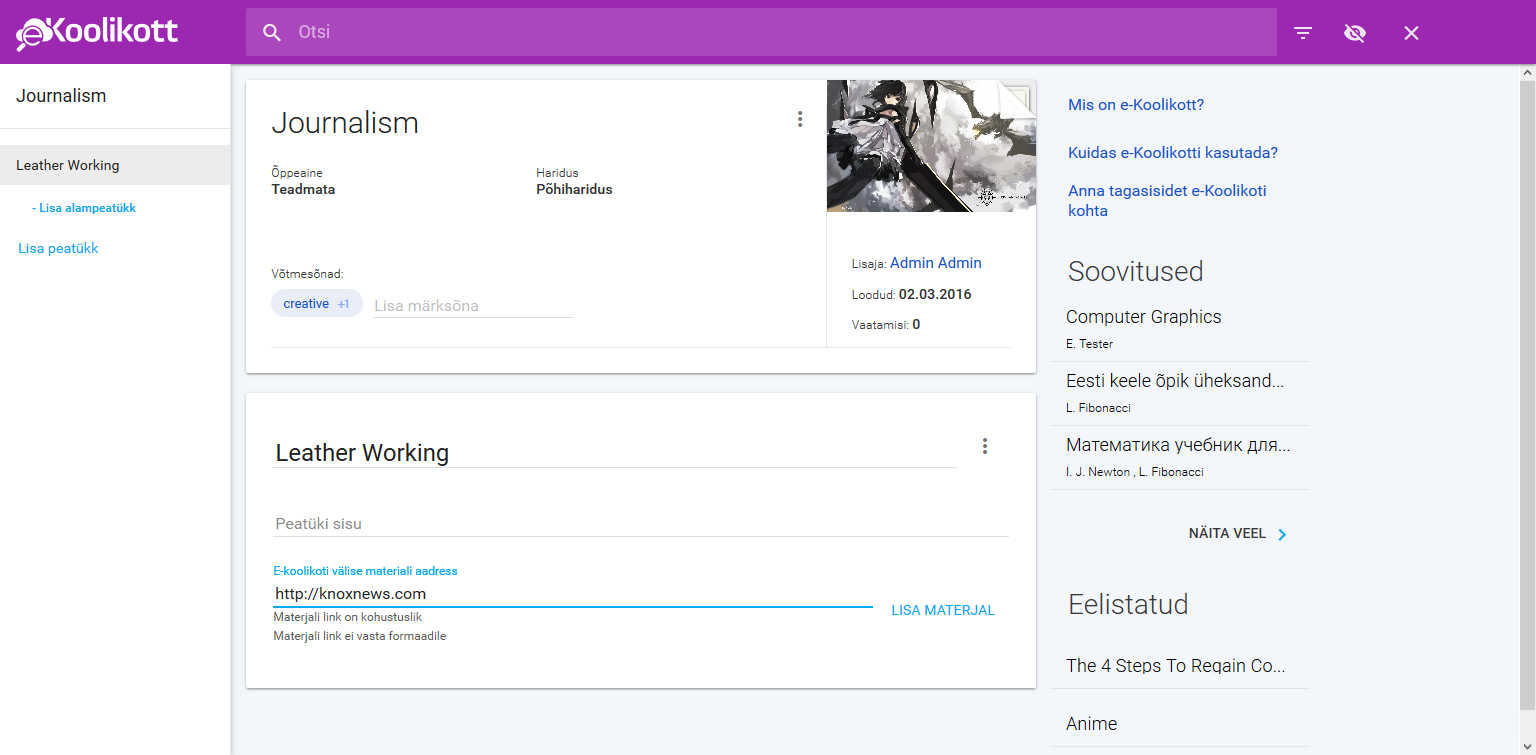 eKoolikott
Otsi
Journalism
Leather Working
- Lisa alampeatükk
Lisa peatükk
Journalism
Õppeaine
Teadmata
Haridus
Põhiharidus
Võtmesõnad:
creative +1
Lisa märksõna
Lisaja: Admin Admin
Loodud: 02.03.2016
Vaatamisi: 0
Leather Working
Peatüki sisu
E-koolikoti välise materiali aadress
http://knoxnews.com
Materjali link on kohustuslik
Materjali link ei vasta formaadile
LISA MATERJAL
Mis on e-Koolikott?
Kuidas e-Koolikotti kasutada?
Anna tagasisidet e-Koolikoti
kohta
Soovitused
Computer Graphics
E. Tester
Eesti keele õpik üheksand...
L. Fibonacci
Математика учебник для...
I. J. Newton , L. Fibonacci
NÄITA VEEL
Eelistatud
The 4 Steps To Regain Co...
Anime